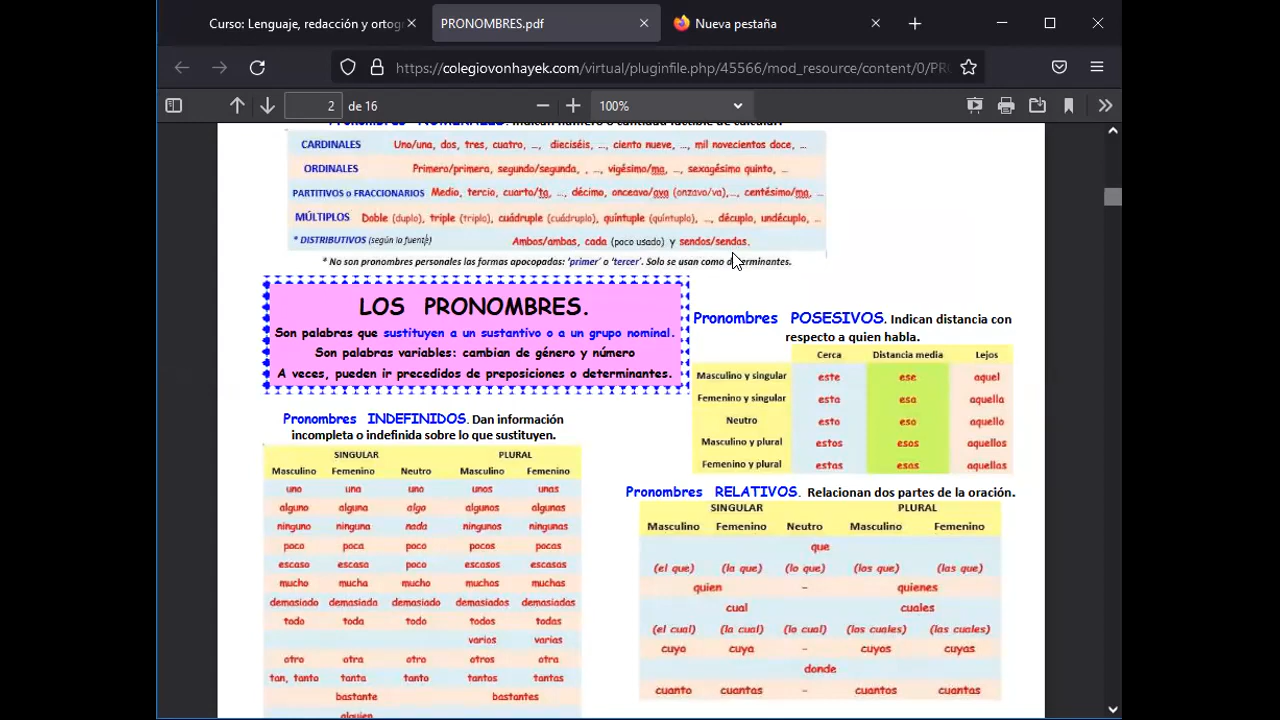 Curso: Lenguaje, redacción y ortogr
PRONOMBRES.pdf
Nueva pestaña
https://colegiovonhayek.com/virtual/pluginfile.php/45566/mod_resource/content/0/PR
2 de 16
100%
Pronombres NUMERALES. Indican número o cantidad factible de calcular.
CARDINALES Uno/una, dos, tres, cuatro, ..., dieciséis, ..., ciento nueve, ..., mil novecientos doce, ...
ORDINALES Primero/primera, segundo/segunda, , ..., vigésimo/ma, ..., sexagésimo quinto, ...
PARTITIVOS o FRACCIONARIOS Medio, tercio, cuarto/ta, ..., décimo, onceavo/ava (onzavo/va),..., centésimo/ma, ...
MÚLTIPLOS Doble (duplo), triple (triplo), cuádruple (cuádruplo), quíntuple (quíntuplo), ..., décuplo, undécuplo, ...
* DISTRIBUTIVOS (según la fuente) Ambos/ambas, cada (poco usado) y sendos/sendas.
* No son pronombres personales las formas apocopadas: 'primer' o 'tercer'. Solo se usan como determinantes.
LOS PRONOMBRES.
Son palabras que sustituyen a un sustantivo o a un grupo nominal.
Son palabras variables: cambian de género y número
A veces, pueden ir precedidos de preposiciones o determinantes.
Pronombres POSESIVOS. Indican distancia con
respecto a quien habla.
Cerca Distancia media Lejos
Masculino y singular este ese aquel
Femenino y singular esta esa aquella
Neutro esto eso aquello
Masculino y plural estos esos aquellos
Femenino y plural estas esas aquellas
Pronombres INDEFINIDOS. Dan información
incompleta o indefinida sobre lo que sustituyen.
SINGULAR PLURAL
Masculino Femenino Neutro Masculino Femenino
uno una uno unos unas
alguno alguna algo algunos algunas
ninguno ninguna nada ningunos ningunas
poco poca poco pocos pocas
escaso escasa poco escasos escasas
mucho mucha mucho muchos muchas
demasiado demasiada demasiado demasiados demasiadas
todo toda todo todos todas
varios varias
otro otra otro otros otra
tan, tanto tanta tanto tantos tantas
bastante bastantes
alguien
Pronombres RELATIVOS. Relacionan dos partes de la oración.
SINGULAR PLURAL
Masculino Femenino Neutro Masculino Femenino
que
(el que) (la que) (lo que) (los que) (las que)
quien - quienes
cual cuales
(el cual) (la cual) (lo cual) (los cuales) (las cuales)
cuyo cuya - cuyos cuyas
donde
cuanto cuantas - cuantos cuantas